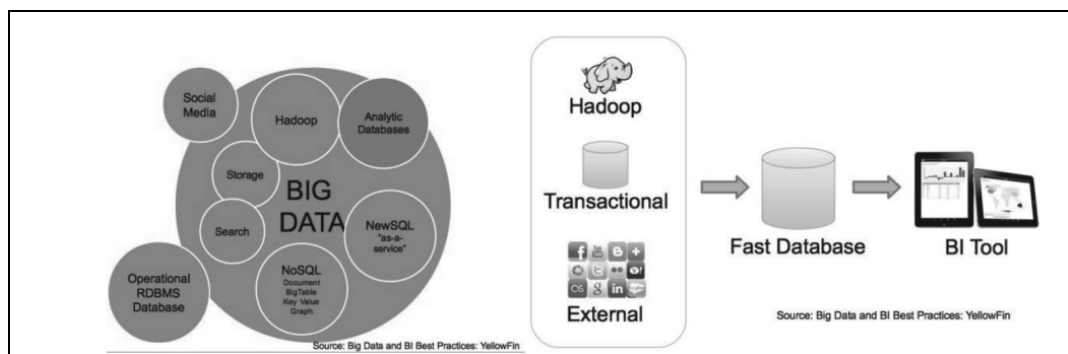 Social
Media
Hadoop
Analytic
Databases
Storage
BIG
DATA
Search
NewSQL
"as-a-
service"
Operational
RDBMS
Database
NoSQL
Document
BigTable
Key Value
Graph
Source: Big Data and BI Best Practices: YellowFin
Hadoop
Transactional
External
Fast Database
BI Tool
Source: Big Data and BI Best Practices: YellowFin